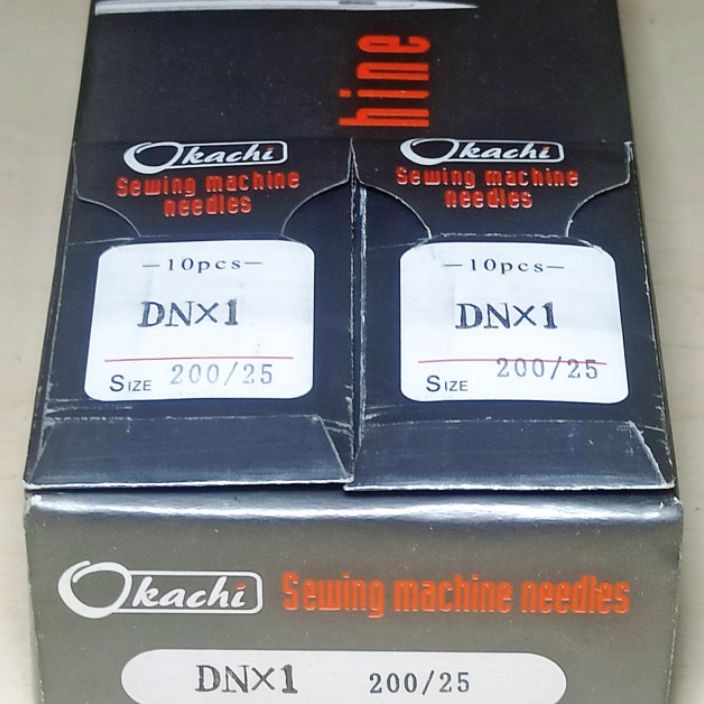 hine
Okachi
Sewing machine
needles
—10pcs—
DN×1
SIZE 200/25
Okachi
Sewing machine
needles
—10pcs—
DN×1
SIZE 200/25
Okachi Sewing machine needles
DN×1 200/25